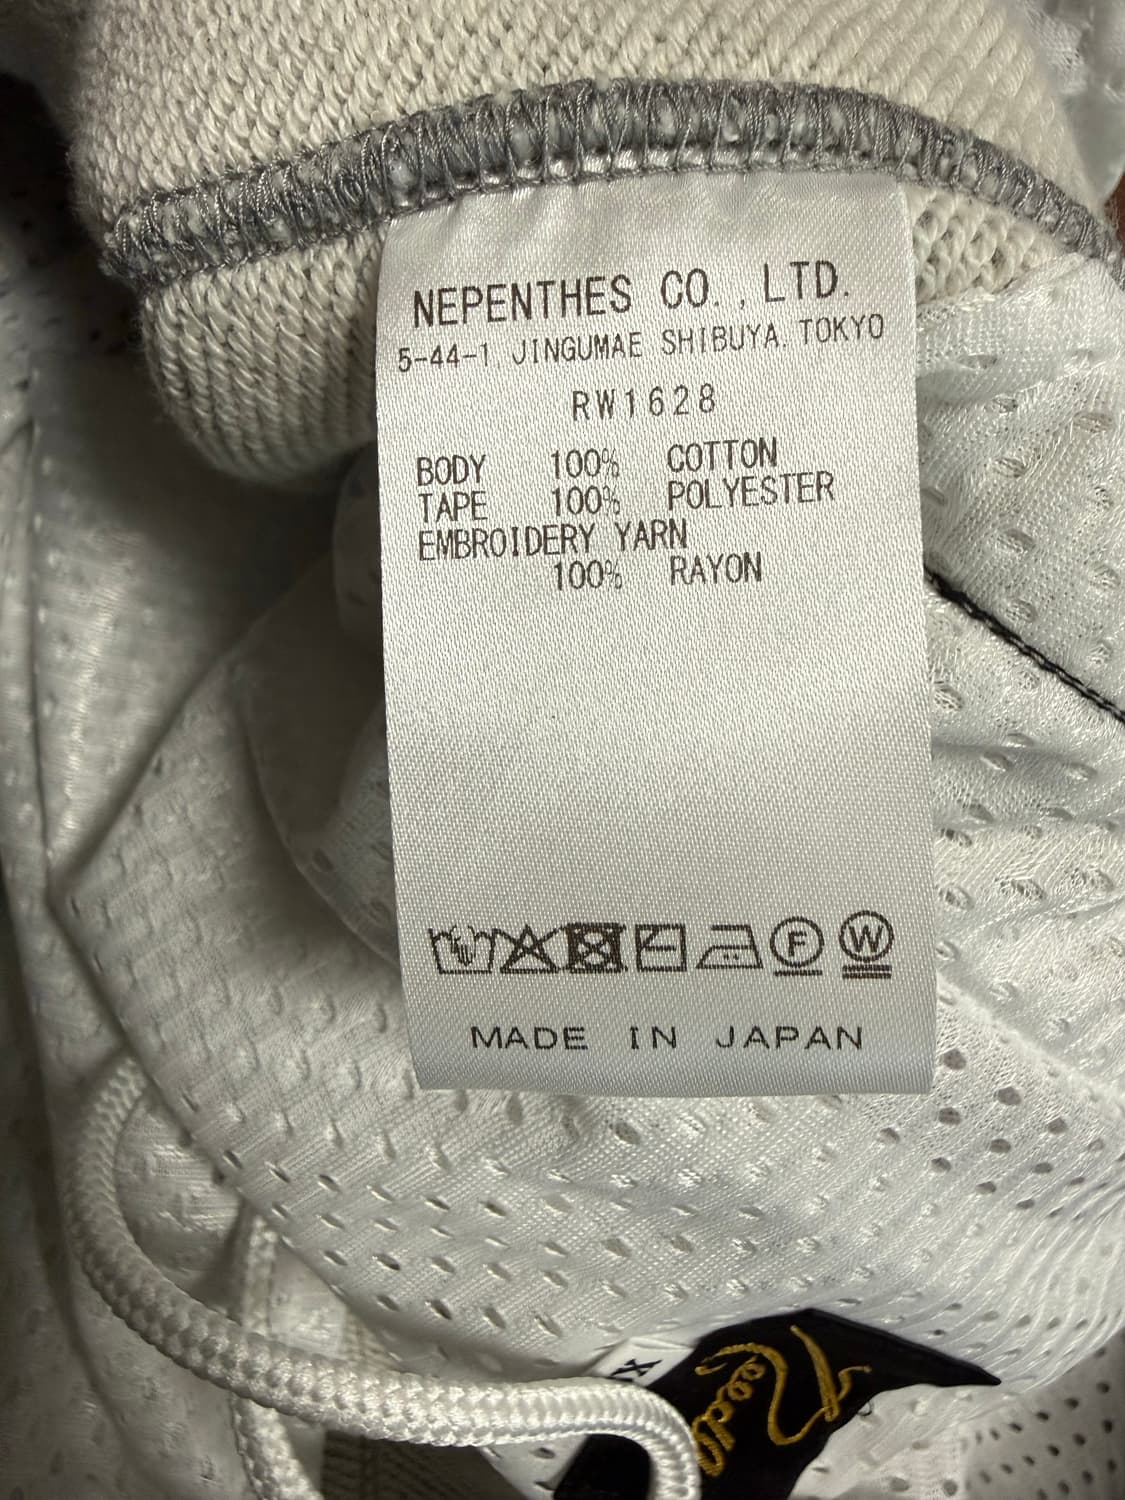 NEPENTHES CO., LTD.
5-44-1, JINGUMAE SHIBUYA, TOKYO
RW1628
BODY 100% COTTON
TAPE 100% POLYESTER
EMBROIDERY YARN
100% RAYON
F W
MADE IN JAPAN
X
Needl